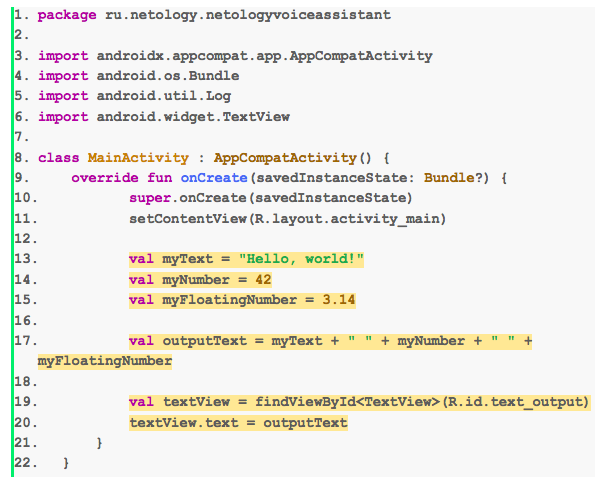 1. package ru.netology.netologyvoiceassistant
2.
3. import androidx.appcompat.app.AppCompatActivity
4. import android.os.Bundle
5. import android.util.Log
6. import android.widget.TextView
7.
8. class MainActivity : AppCompatActivity() {
9.     override fun onCreate(savedInstanceState: Bundle?) {
10.           super.onCreate(savedInstanceState)
11.           setContentView(R.layout.activity_main)
12.
13.           val myText = "Hello, world!"
14.           val myNumber = 42
15.           val myFloatingNumber = 3.14
16.
17.           val outputText = myText + " " + myNumber + " " +
myFloatingNumber
18.
19.           val textView = findViewById<TextView>(R.id.text_output)
20.           textView.text = outputText
21.       }
22.   }